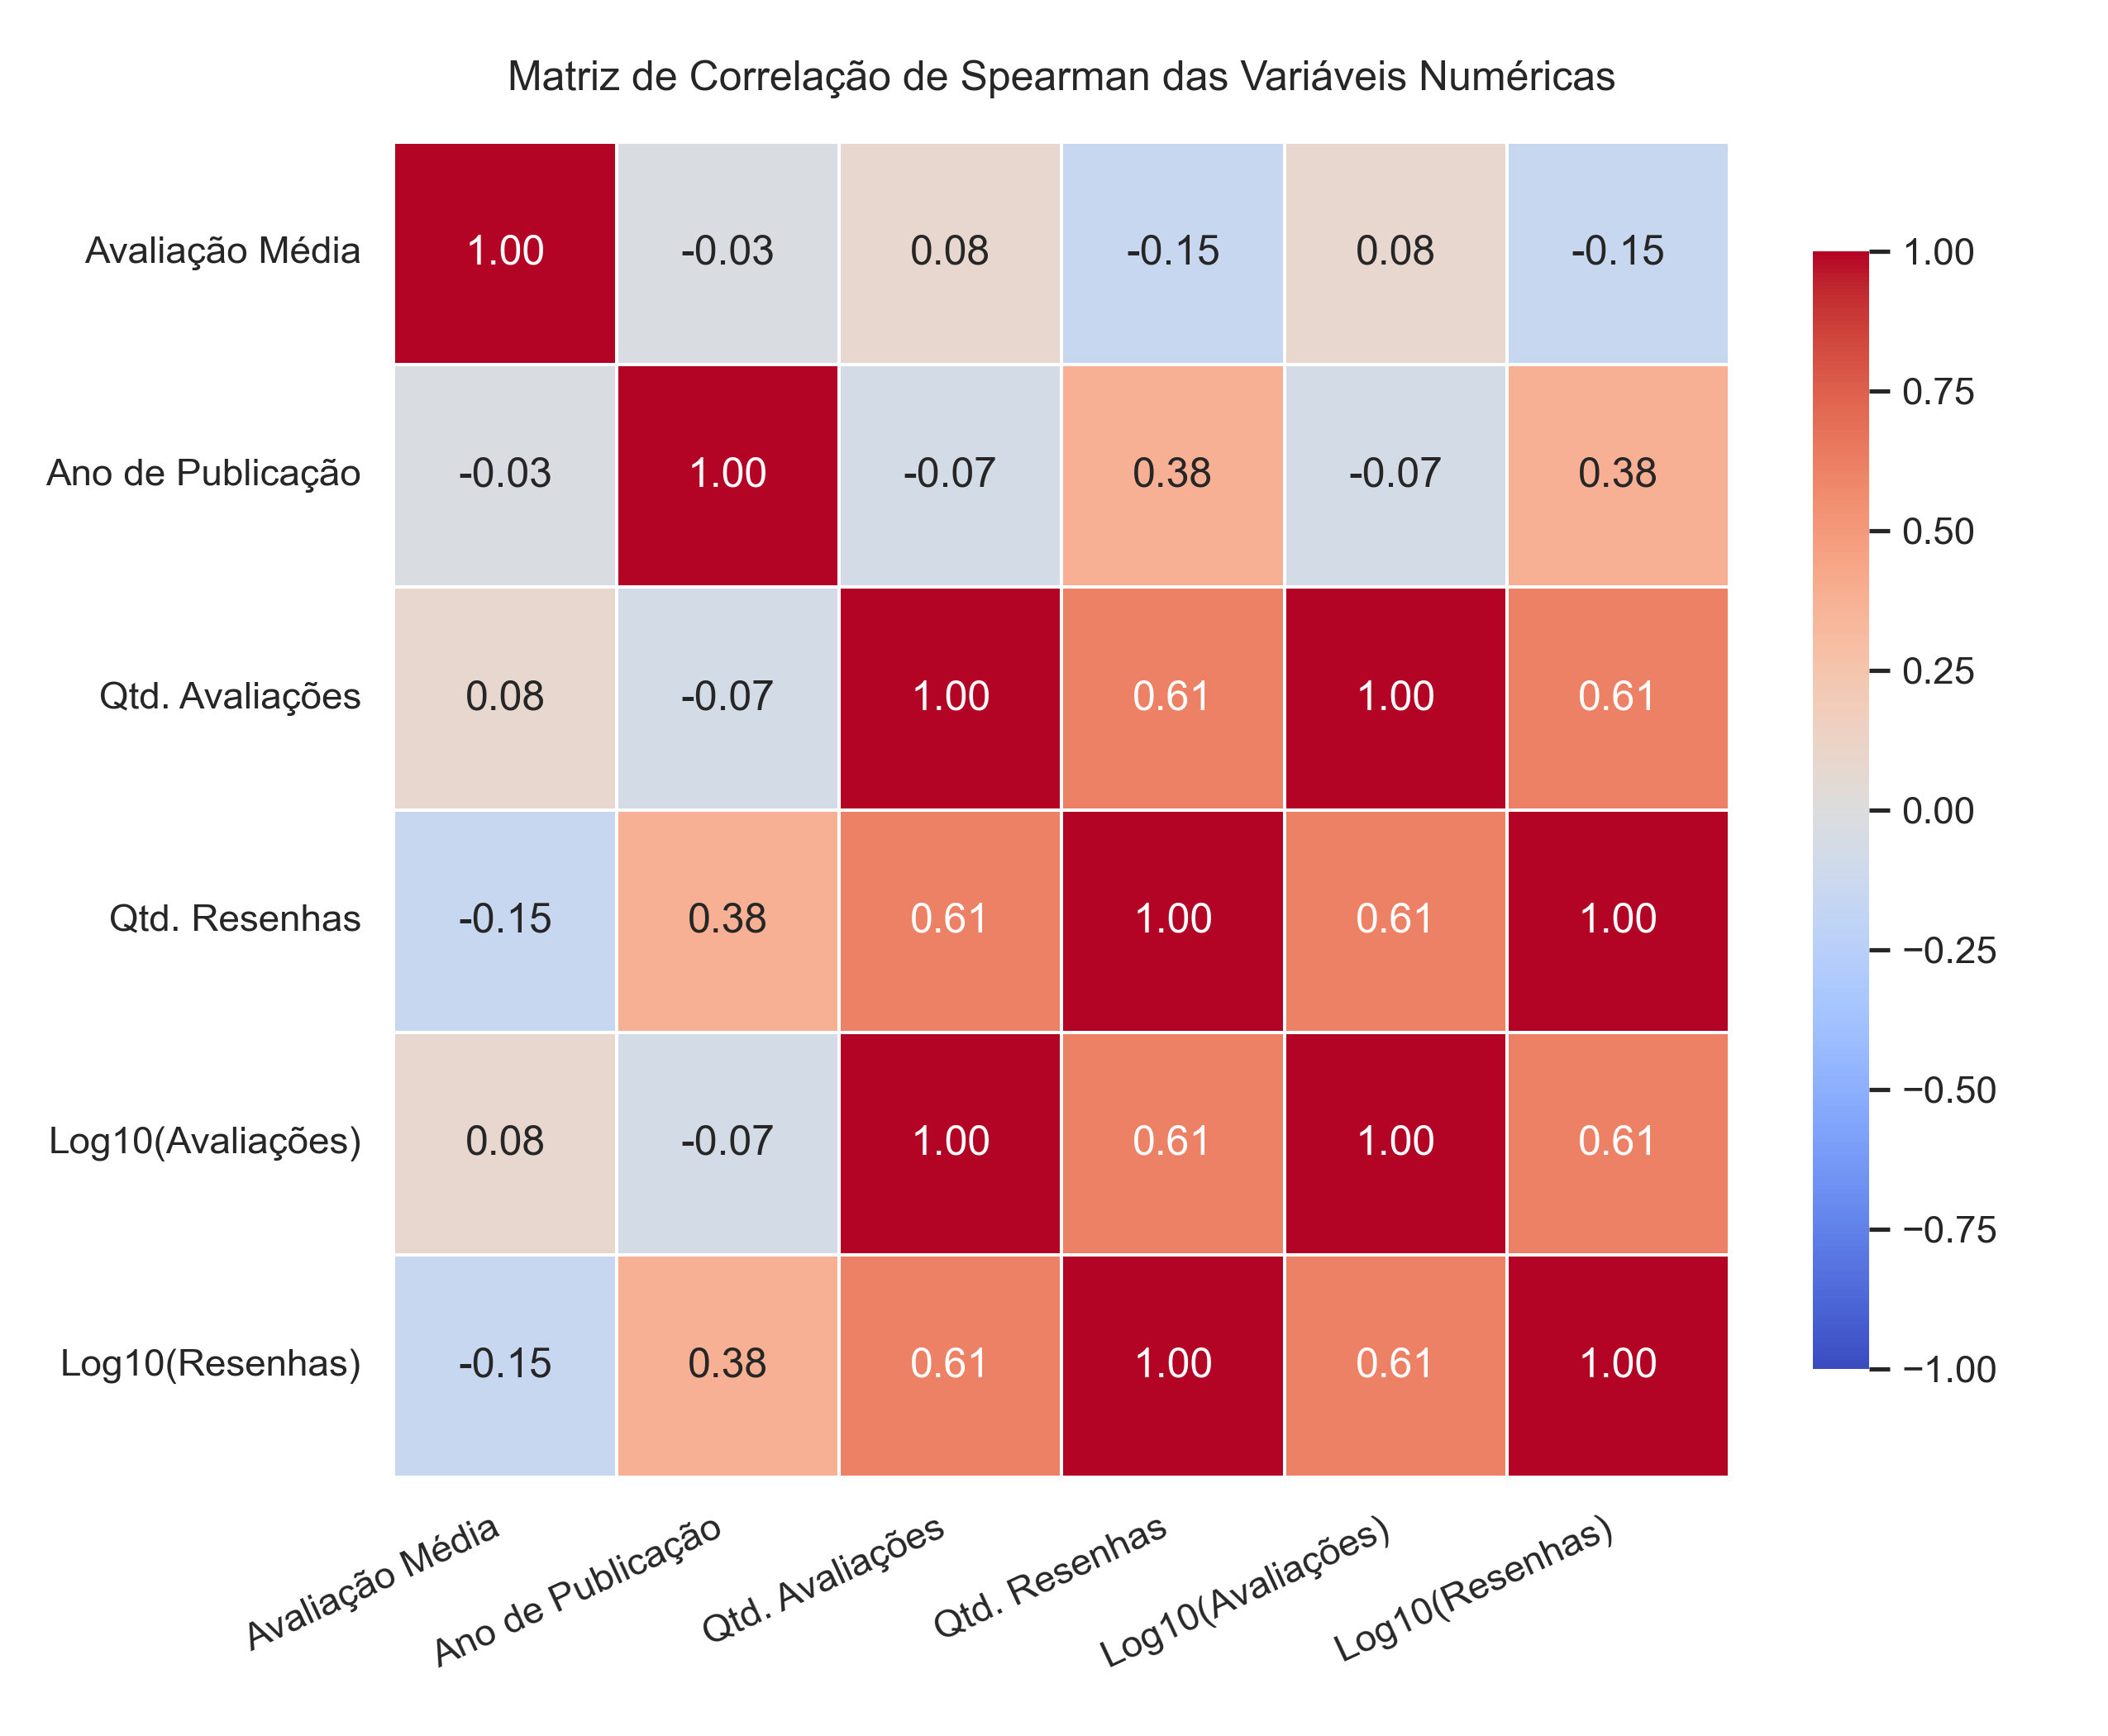 Matriz de Correlação de Spearman das Variáveis Numéricas
Avaliação Média 1.00 -0.03 0.08 -0.15 0.08 -0.15
Ano de Publicação -0.03 1.00 -0.07 0.38 -0.07 0.38
Qtd. Avaliações 0.08 -0.07 1.00 0.61 1.00 0.61
Qtd. Resenhas -0.15 0.38 0.61 1.00 0.61 1.00
Log10(Avaliações) 0.08 -0.07 1.00 0.61 1.00 0.61
Log10(Resenhas) -0.15 0.38 0.61 1.00 0.61 1.00
Avaliação Média
Ano de Publicação
Qtd. Avaliações
Qtd. Resenhas
Log10(Avaliações)
Log10(Resenhas)
1.00
0.75
0.50
0.25
0.00
−0.25
−0.50
−0.75
−1.00